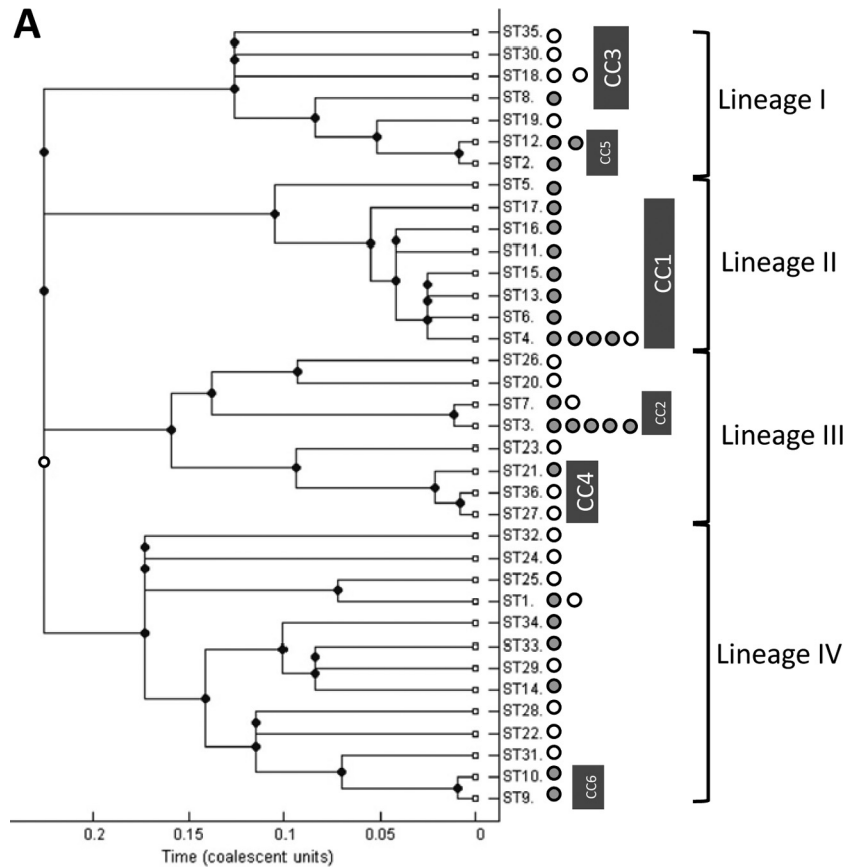 A
ST35.
ST30.
ST18.
ST8.
ST19.
ST12.
ST2.
ST5.
ST17.
ST16.
ST11.
ST15.
ST13.
ST6.
ST4.
ST26.
ST20.
ST7.
ST3.
ST23.
ST21.
ST36.
ST27.
ST32.
ST24.
ST25.
ST1.
ST34.
ST33.
ST29.
ST14.
ST28.
ST22.
ST31.
ST10.
ST9.
CC3
CC5
CC1
CC2
CC4
CC6
Lineage I
Lineage II
Lineage III
Lineage IV
0.2 0.15 0.1 0.05 0
Time (coalescent units)